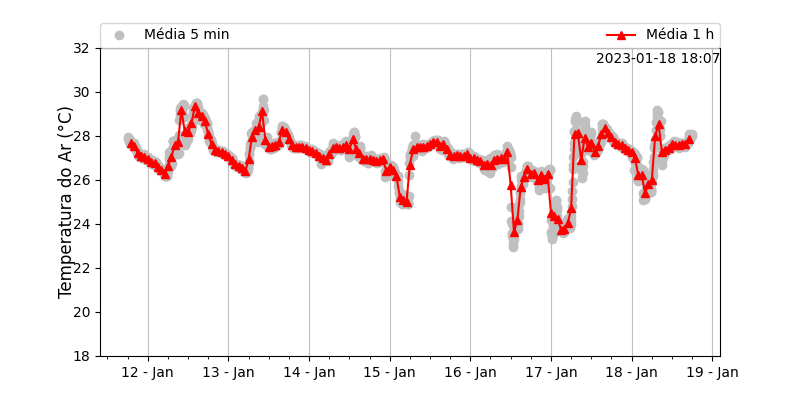 Média 5 min
Média 1 h
2023-01-18 18:07
Temperatura do Ar (°C)
32
30
28
26
24
22
20
18
12 - Jan
13 - Jan
14 - Jan
15 - Jan
16 - Jan
17 - Jan
18 - Jan
19 - Jan